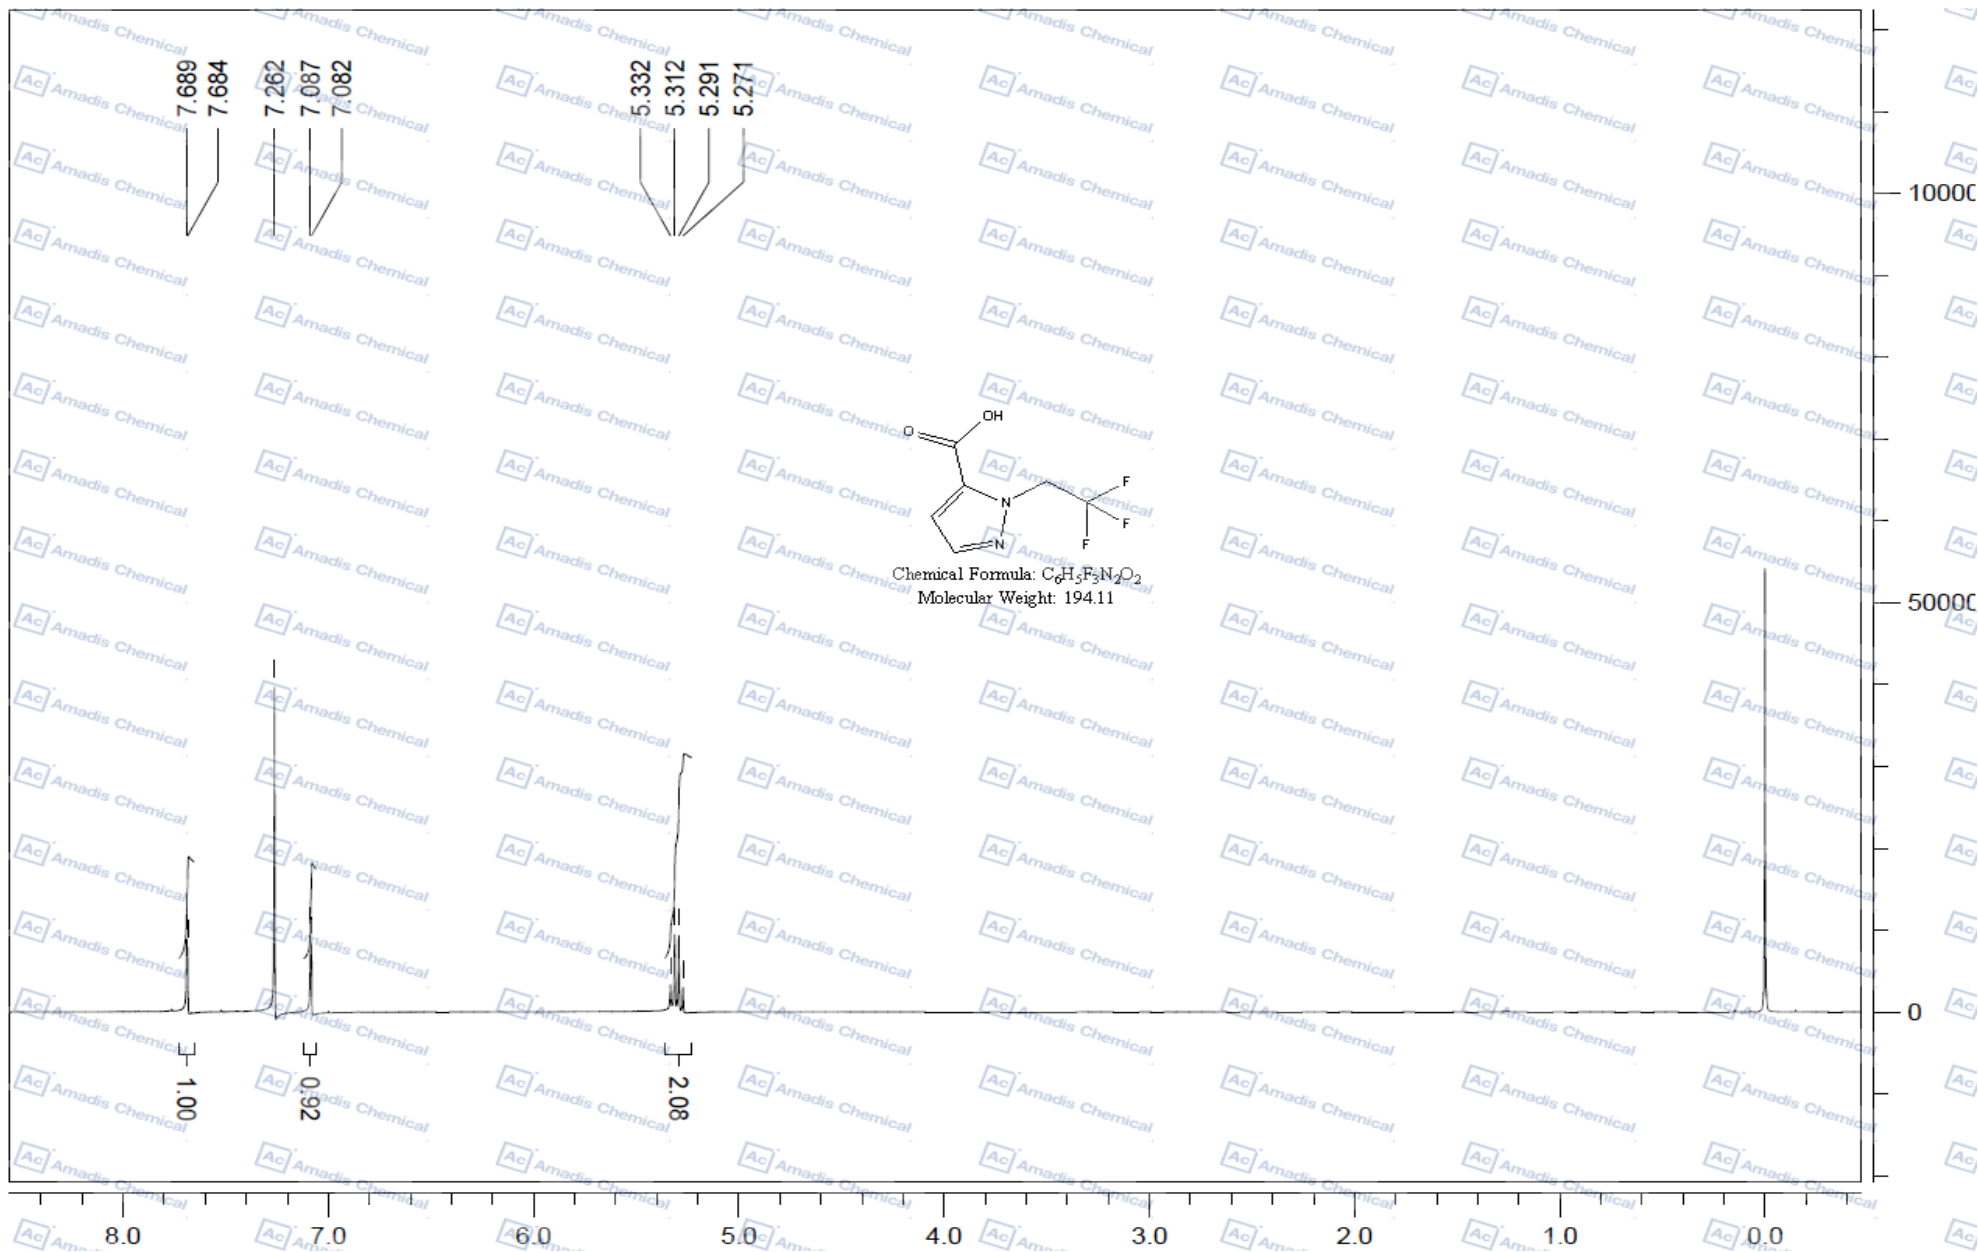 7.689
7.684
7.262
7.087
7.082
5.332
5.312
5.291
5.271
10000
OH
O
N
F
F
N
F
Chemical Formula: C6H5F3N2O2
Molecular Weight: 194.11
50000
0
1.00
0.92
2.08
8.0 7.0 6.0 5.0 4.0 3.0 2.0 1.0 0.0
Ac Amadis Chemical